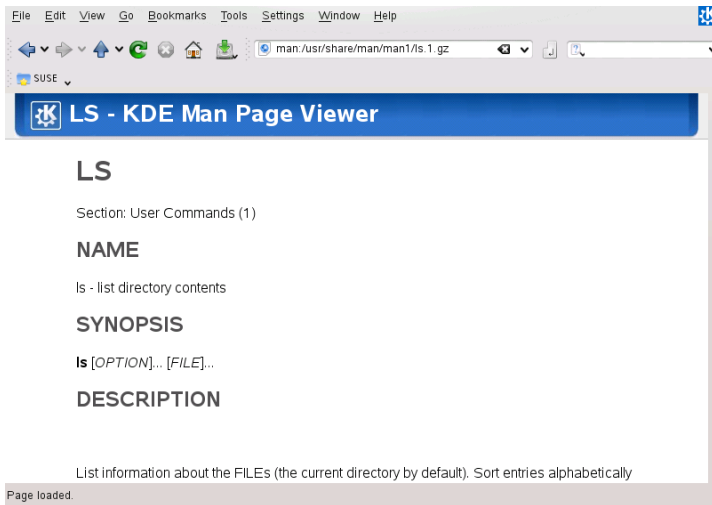 File Edit View Go Bookmarks Tools Settings Window Help
man:/usr/share/man/man1/ls.1.gz
SUSE
LS - KDE Man Page Viewer
LS
Section: User Commands (1)
NAME
ls - list directory contents
SYNOPSIS
ls [OPTION]... [FILE]...
DESCRIPTION
List information about the FILEs (the current directory by default). Sort entries alphabetically
Page loaded.